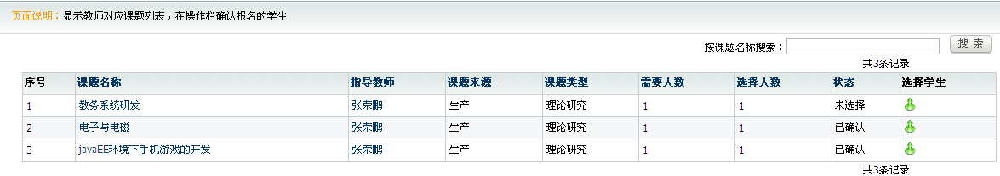 页面说明：显示教师对应课题列表，在操作栏确认报名的学生
按课题名称搜索： 搜 索
共3条记录
序号 课题名称 指导教师 课题来源 课题类型 需要人数 选择人数 状态 选择学生
1 教务系统研发 张荣鹏 生产 理论研究 1 1 未选择
2 电子与电磁 张荣鹏 生产 理论研究 1 1 已确认
3 javaEE环境下手机游戏的开发 张荣鹏 生产 理论研究 1 1 已确认
共3条记录